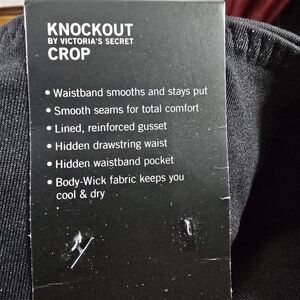 KNOCKOUT
BY VICTORIA'S SECRET
CROP
• Waistband smooths and stays put
• Smooth seams for total comfort
• Lined, reinforced gusset
• Hidden drawstring waist
• Hidden waistband pocket
• Body-Wick fabric keeps you
cool & dry